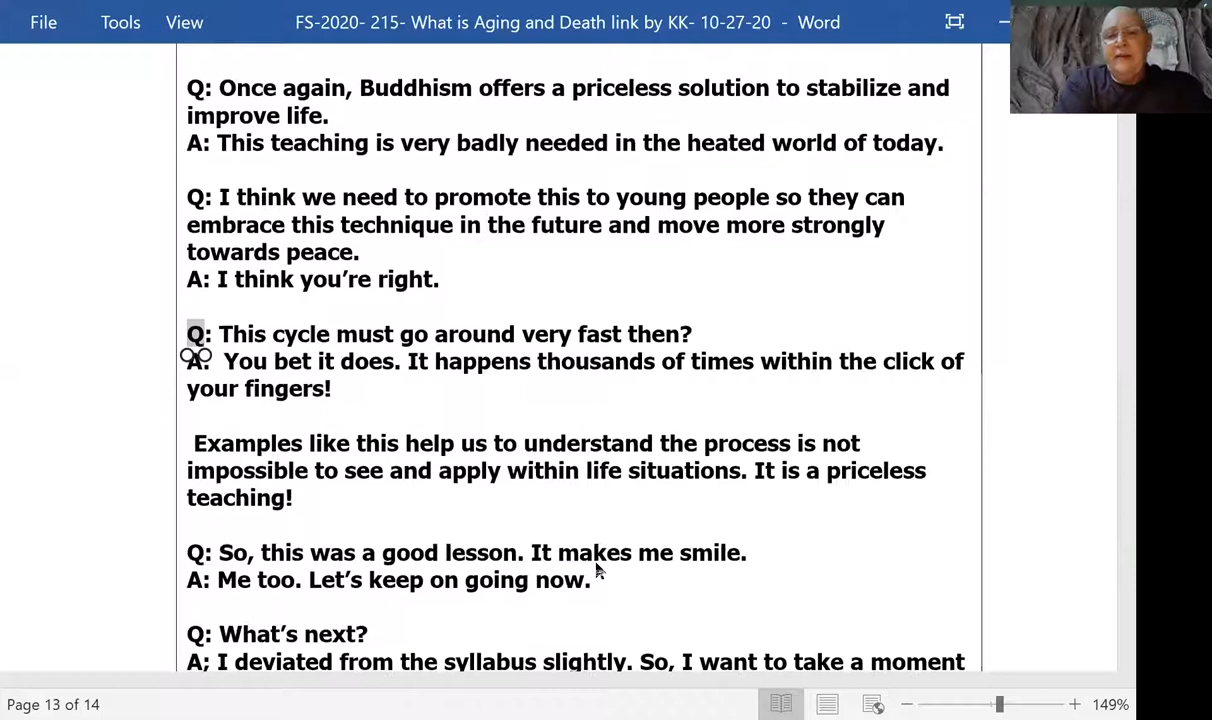 File Tools View FS-2020- 215- What is Aging and Death link by KK- 10-27-20 - Word
Q: Once again, Buddhism offers a priceless solution to stabilize and
improve life.
A: This teaching is very badly needed in the heated world of today.
Q: I think we need to promote this to young people so they can
embrace this technique in the future and move more strongly
towards peace.
A: I think you’re right.
Q: This cycle must go around very fast then?
A: You bet it does. It happens thousands of times within the click of
your fingers!
Examples like this help us to understand the process is not
impossible to see and apply within life situations. It is a priceless
teaching!
Q: So, this was a good lesson. It makes me smile.
A: Me too. Let’s keep on going now.
Q: What’s next?
A; I deviated from the syllabus slightly. So, I want to take a moment
Page 13 of 14 149%